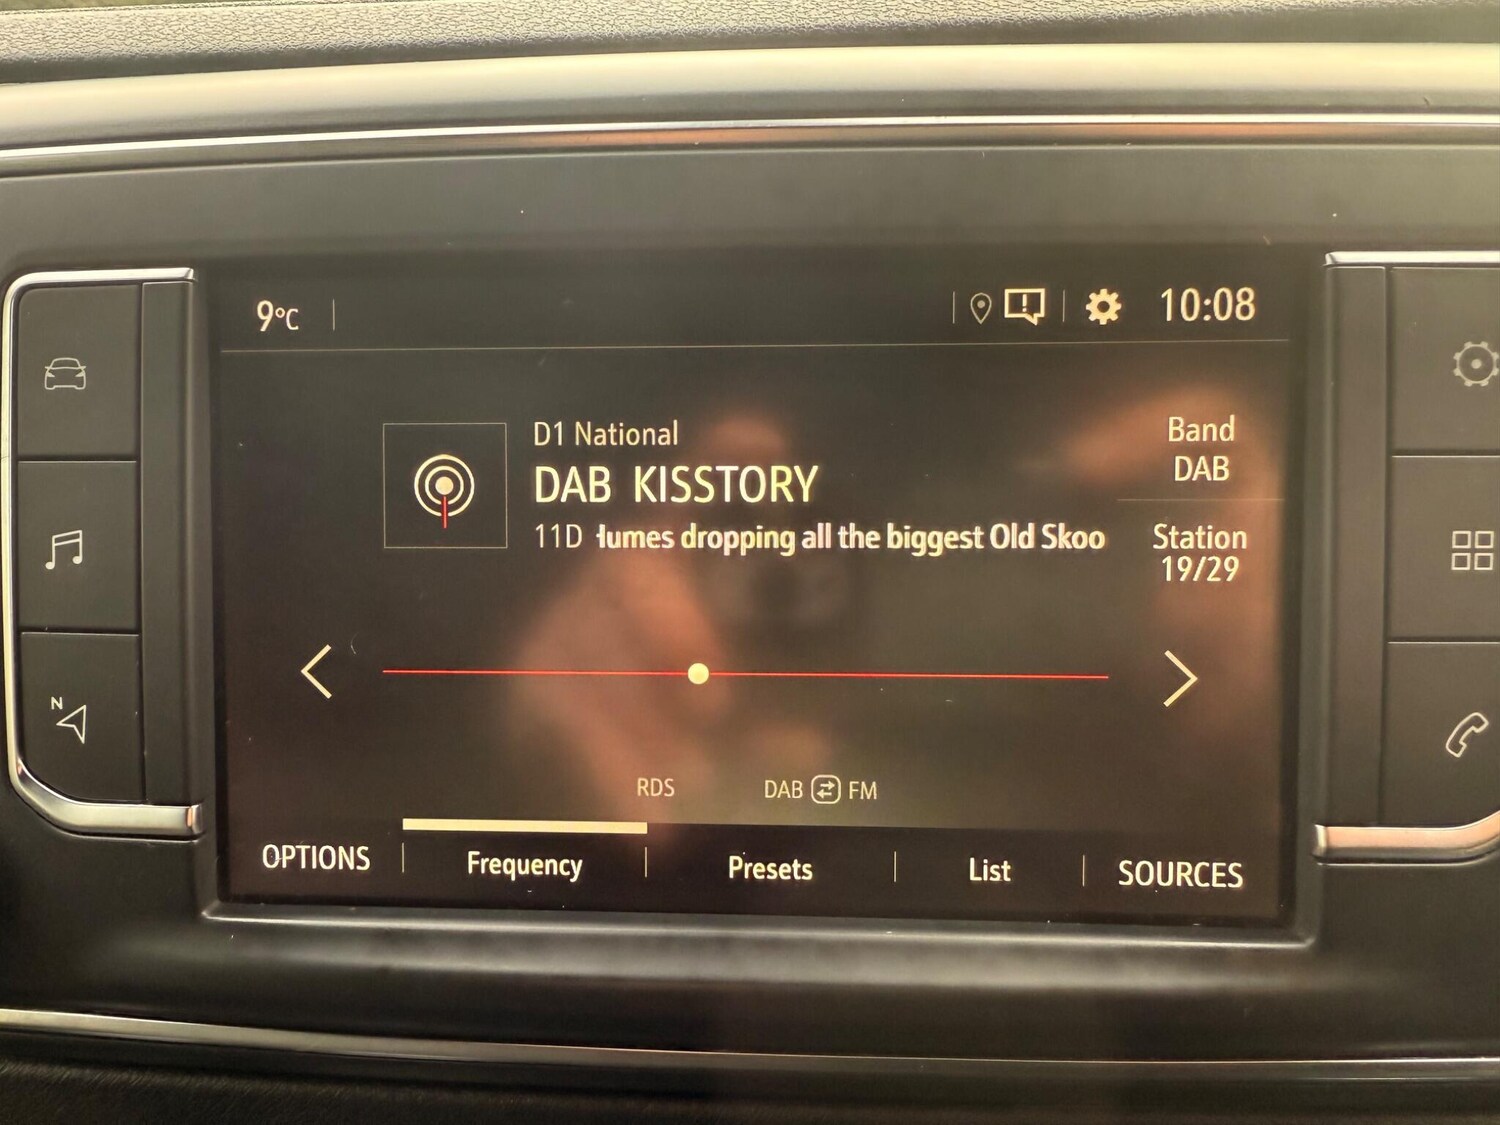 9°C
10:08
D1 National
DAB KISSTORY
11D dropping all the biggest Old Skoo
Band
DAB
Station
19/29
N
RDS
DAB FM
OPTIONS
Frequency
Presets
List
SOURCES